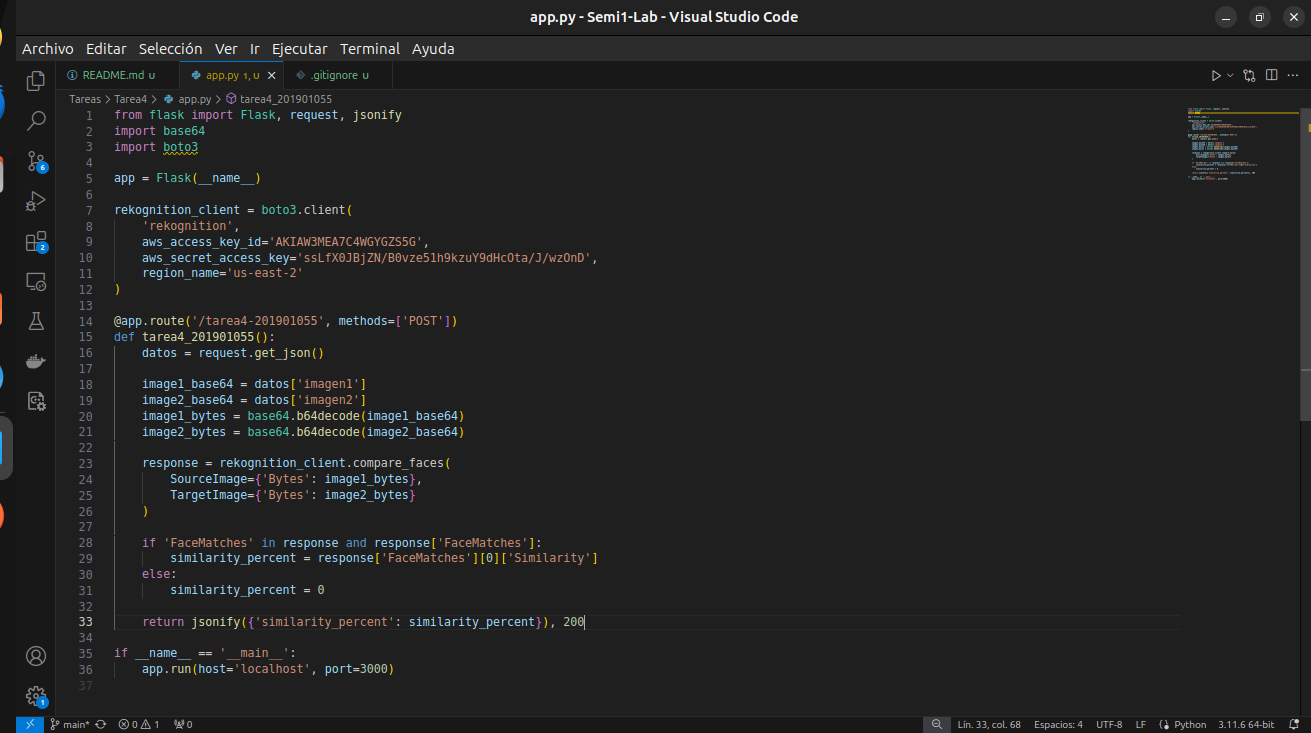 app.py - Semi1-Lab - Visual Studio Code
Archivo Editar Selección Ver Ir Ejecutar Terminal Ayuda
README.md U app.py 1, U .gitignore U
Tareas > Tarea4 > app.py > tarea4_201901055
1 from flask import Flask, request, jsonify
2 import base64
3 import boto3
4
5 app = Flask(__name__)
6
7 rekognition_client = boto3.client(
8 'rekognition',
9 aws_access_key_id='AKIAW3MEA7C4WGYGZS5G',
10 aws_secret_access_key='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',
11 region_name='us-east-2'
12 )
13
14 @app.route('/tarea4-201901055', methods=['POST'])
15 def tarea4_201901055():
16 datos = request.get_json()
17
18 image1_base64 = datos['imagen1']
19 image2_base64 = datos['imagen2']
20 image1_bytes = base64.b64decode(image1_base64)
21 image2_bytes = base64.b64decode(image2_base64)
22
23 response = rekognition_client.compare_faces(
24 SourceImage={'Bytes': image1_bytes},
25 TargetImage={'Bytes': image2_bytes}
26 )
27
28 if 'FaceMatches' in response and response['FaceMatches']:
29 similarity_percent = response['FaceMatches'][0]['Similarity']
30 else:
31 similarity_percent = 0
32
33 return jsonify({'similarity_percent': similarity_percent}), 200
34
35 if __name__ == '__main__':
36 app.run(host='localhost', port=3000)
37
6
2
1
main* 0 1 0 Lín. 33, col. 68 Espacios: 4 UTF-8 LF Python 3.11.6 64-bit